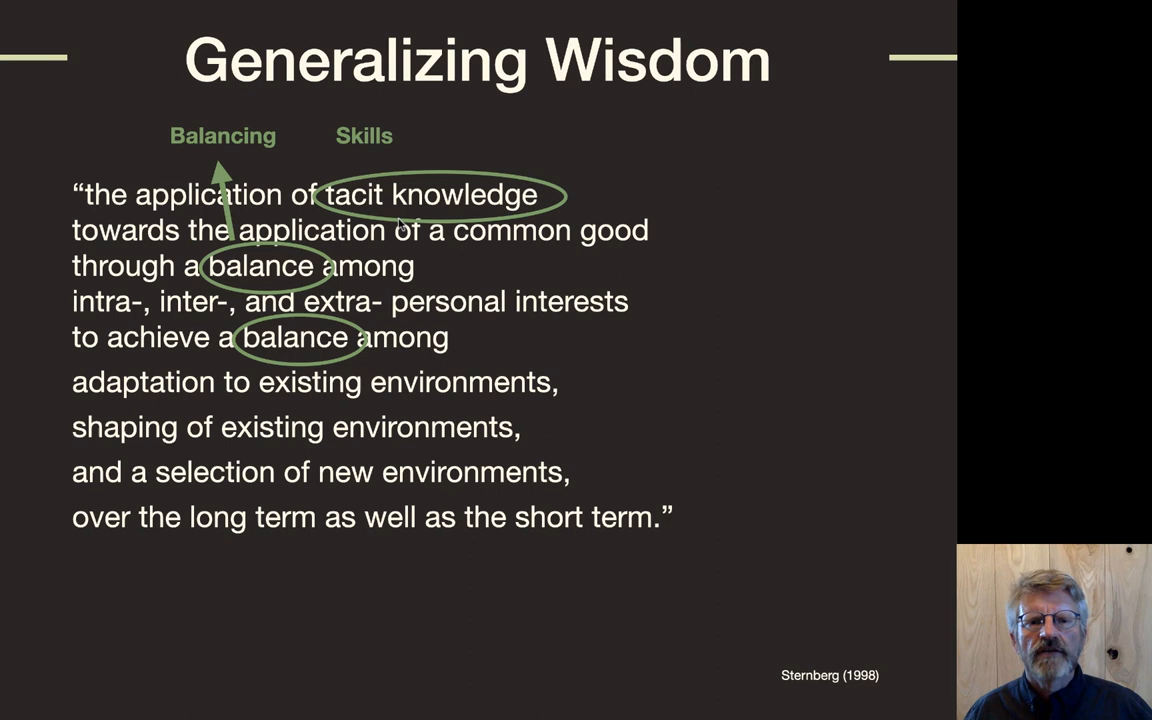 Generalizing Wisdom
Balancing Skills
“the application of tacit knowledge
towards the application of a common good
through a balance among
intra-, inter-, and extra- personal interests
to achieve a balance among
adaptation to existing environments,
shaping of existing environments,
and a selection of new environments,
over the long term as well as the short term.”
Sternberg (1998)